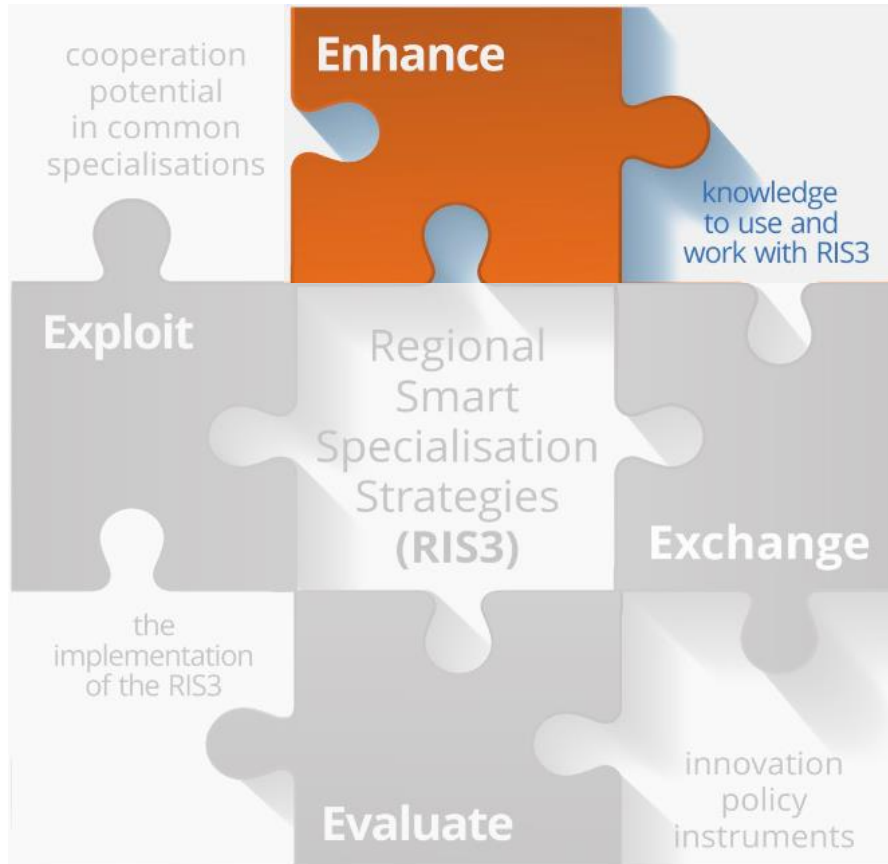 cooperation
potential
in common
specialisations
Enhance
knowledge
to use and
work with RIS3
Exploit
Regional
Smart
Specialisation
Strategies
(RIS3)
Exchange
the
implementation
of the RIS3
Evaluate
innovation
policy
instruments